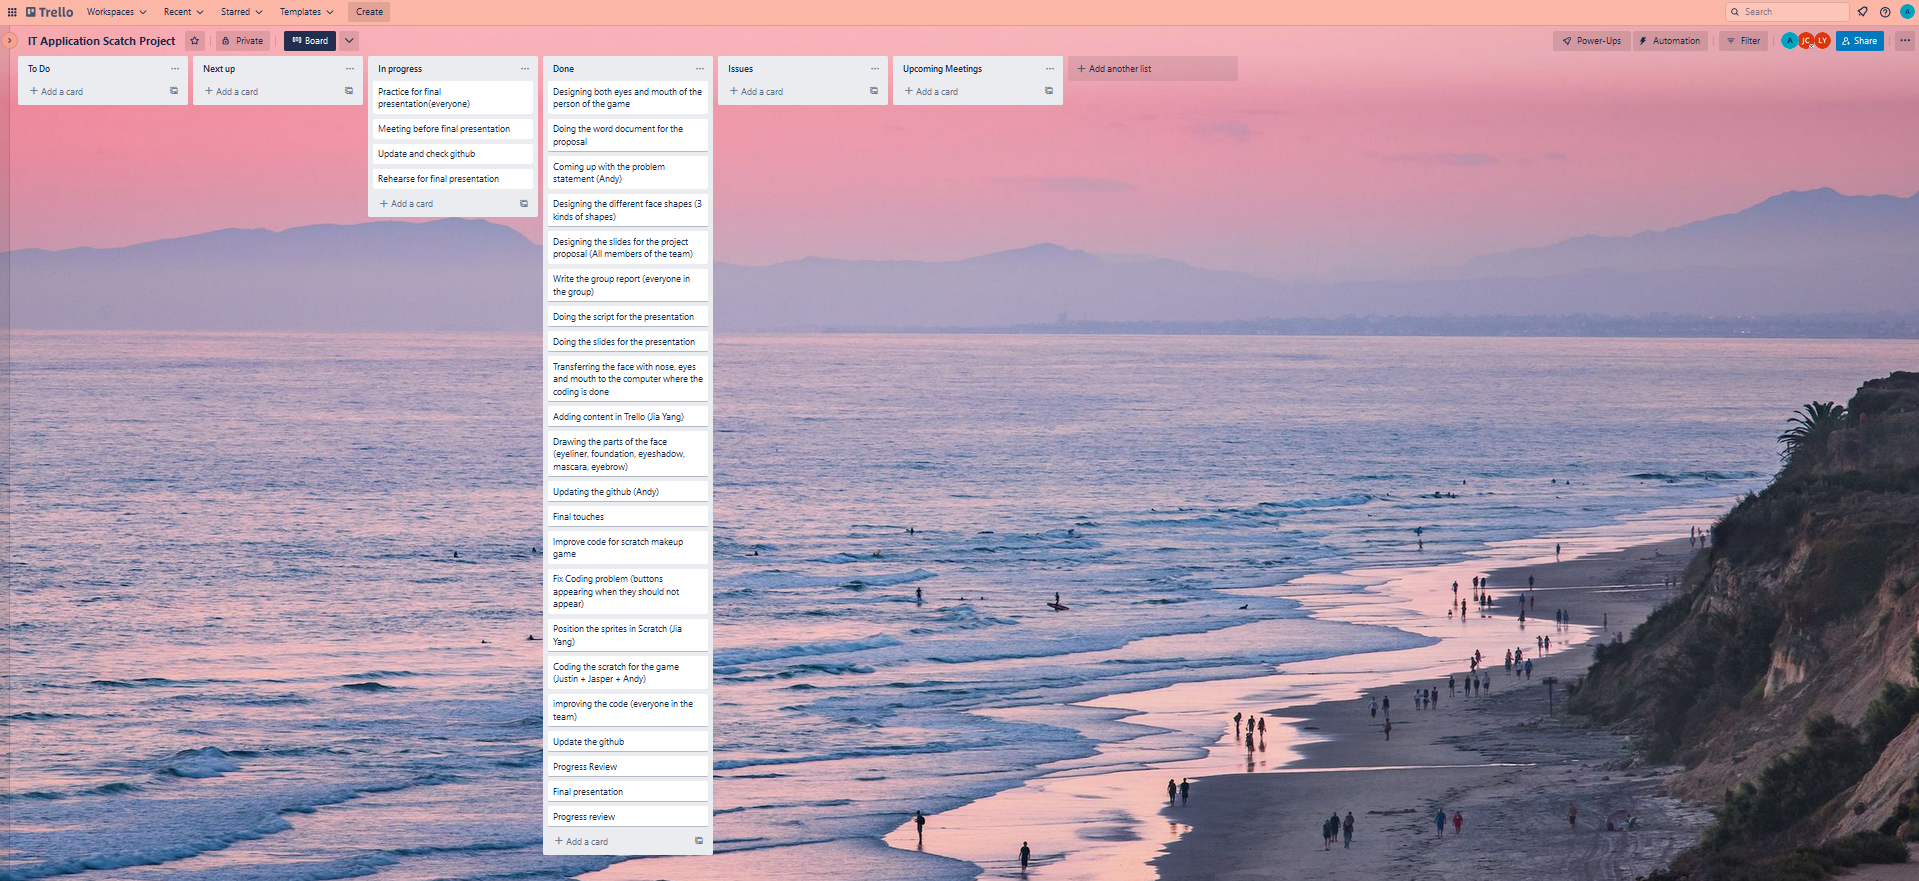 Trello
Workspaces
Recent
Starred
Templates
Create
Search
A
IT Application Scatch Project
Private
Board
Power-Ups
Automation
Filter
A
JC
LY
Share
To Do
Add a card
Next up
Add a card
In progress
Practice for final
presentation(everyone)
Meeting before final presentation
Update and check github
Rehearse for final presentation
Add a card
Done
Designing both eyes and mouth of the
person of the game
Doing the word document for the
proposal
Coming up with the problem
statement (Andy)
Designing the different face shapes (3
kinds of shapes)
Designing the slides for the project
proposal (All members of the team)
Write the group report (everyone in
the group)
Doing the script for the presentation
Doing the slides for the presentation
Transferring the face with nose, eyes
and mouth to the computer where the
coding is done
Adding content in Trello (Jia Yang)
Drawing the parts of the face
(eyeliner, foundation, eyeshadow,
mascara, eyebrow)
Updating the github (Andy)
Final touches
Improve code for scratch makeup
game
Fix Coding problem (buttons
appearing when they should not
appear)
Position the sprites in Scratch (Jia
Yang)
Coding the scratch for the game
(Justin + Jasper + Andy)
improving the code (everyone in the
team)
Update the github
Progress Review
Final presentation
Progress review
Add a card
Issues
Add a card
Upcoming Meetings
Add a card
Add another list